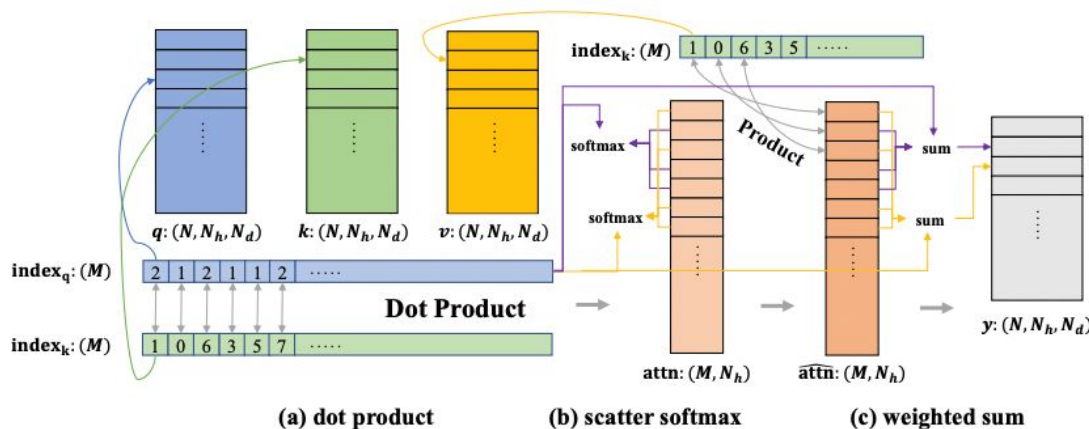 index_k: (M) 1 0 6 3 5 ·····
softmax
Product
sum
softmax
sum
q: (N, N_h, N_d) k: (N, N_h, N_d) v: (N, N_h, N_d)
index_q: (M) 2 1 2 1 1 2 ·····
Dot Product
index_k: (M) 1 0 6 3 5 7 ·····
y: (N, N_h, N_d)
attn: (M, N_h) \widehat{attn}: (M, N_h)
(a) dot product (b) scatter softmax (c) weighted sum